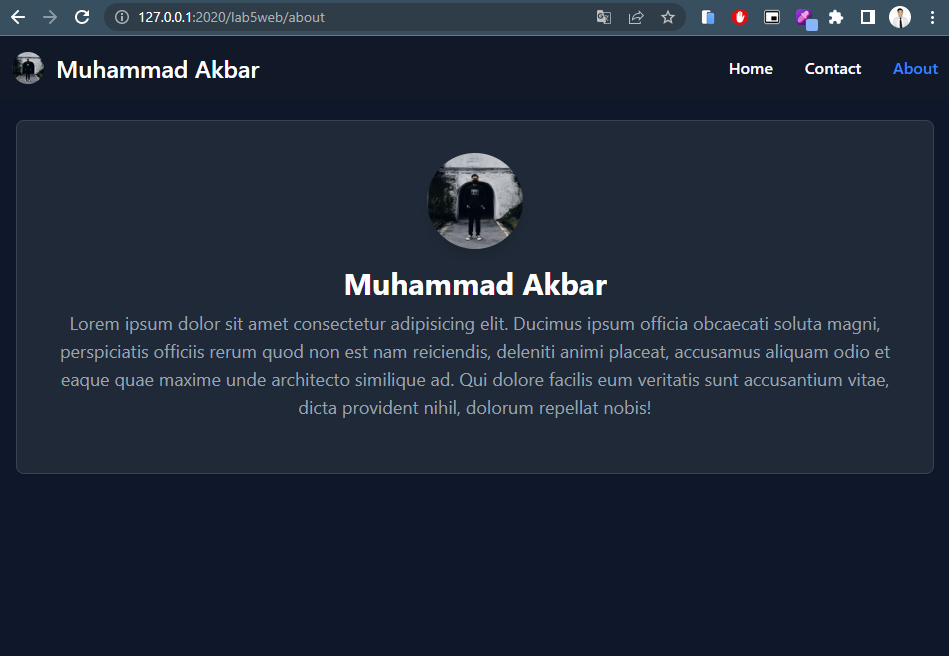 127.0.0.1:2020/lab5web/about
Muhammad Akbar
Home Contact About
Muhammad Akbar
Lorem ipsum dolor sit amet consectetur adipisicing elit. Ducimus ipsum officia obcaecati soluta magni,
perspiciatis officiis rerum quod non est nam reiciendis, deleniti animi placeat, accusamus aliquam odio et
eaque quae maxime unde architecto similique ad. Qui dolore facilis eum veritatis sunt accusantium vitae,
dicta provident nihil, dolorum repellat nobis!